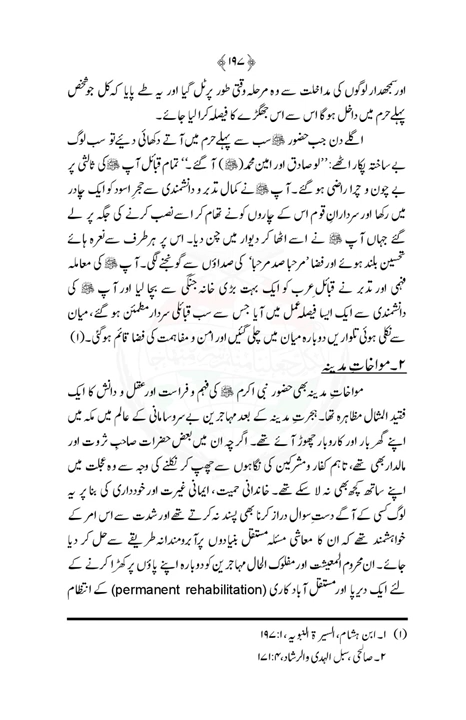 ﴿۱۹۷﴾
اور سمجھدار لوگوں کی مداخلت سے وہ مرحلہ وقتی طور پر ٹل گیا اور یہ طے پایا کہ کل جو شخص
پہلے حرم میں داخل ہو گا اس سے اس جھگڑے کا فیصلہ کرا لیا جائے۔
اگلے دن جب حضور ﷺ سب سے پہلے حرم میں آتے دکھائی دئیے تو سب لوگ
بے ساختہ پکار اٹھے: ’’لو صادق اور امین محمد (ﷺ) آ گئے۔‘‘ تمام قبائل آپ ﷺ کی ثالثی پر
بے چون و چرا راضی ہو گئے۔ آپ ﷺ نے کمال تدبر و دانشمندی سے حجرِ اسود کو ایک چادر
میں رکھا اور سردارانِ قوم اس کے چاروں کونے تھام کر اسے نصب کرنے کی جگہ پر لے
گئے جہاں آپ ﷺ نے اسے اٹھا کر دیوار میں چن دیا۔ اس پر ہر طرف سے نعرہ ہائے
تحسین بلند ہوئے اور فضا ’مرحبا صد مرحبا‘ کی صداؤں سے گونجنے لگی۔ آپ ﷺ کی معاملہ
فہمی اور تدبر نے قبائلِ عرب کو ایک بہت بڑی خانہ جنگی سے بچا لیا اور آپ ﷺ کی
دانشمندی سے ایک ایسا فیصلہ عمل میں آیا جس سے سب قبائلی سردار مطمئن ہو گئے، میان
سے نکلی ہوئی تلواریں دوبارہ میان میں چلی گئیں اور امن و مفاہمت کی فضا قائم ہو گئی۔(۱)
۲۔ مواخاتِ مدینہ
مواخاتِ مدینہ بھی حضور نبی اکرم ﷺ کی فہم و فراست اور عقل و دانش کا ایک
فقید المثال مظاہرہ تھا۔ ہجرتِ مدینہ کے بعد مہاجرین بے سروسامانی کے عالم میں مکہ میں
اپنے گھر بار اور کاروبار چھوڑ آئے تھے۔ اگرچہ ان میں بعض حضرات صاحبِ ثروت اور
مالدار بھی تھے، تاہم کفار و مشرکین کی نگاہوں سے چھپ کر نکلنے کی وجہ سے وہ عجلت میں
اپنے ساتھ کچھ بھی نہ لا سکے تھے۔ خاندانی حمیت، ایمانی غیرت اور خودداری کی بنا پر یہ
لوگ کسی کے آگے دستِ سوال دراز کرنا بھی پسند نہ کرتے تھے اور شدت سے اس امر کے
خواہشمند تھے کہ ان کا معاشی مسئلہ مستقل بنیادوں پر آبرومندانہ طریقے سے حل کر دیا
جائے۔ ان محروم المعیشت اور مفلوک الحال مہاجرین کو دوبارہ اپنے پاؤں پر کھڑا کرنے کے
لئے ایک دیرپا اور مستقل آباد کاری (permanent rehabilitation) کے انتظام
(۱) ۱۔ ابن ہشام، السیرۃ النبویہ، ۱: ۱۹۷
۲۔ صالحی، سبل الہدی والرشاد، ۴: ۱۷۱